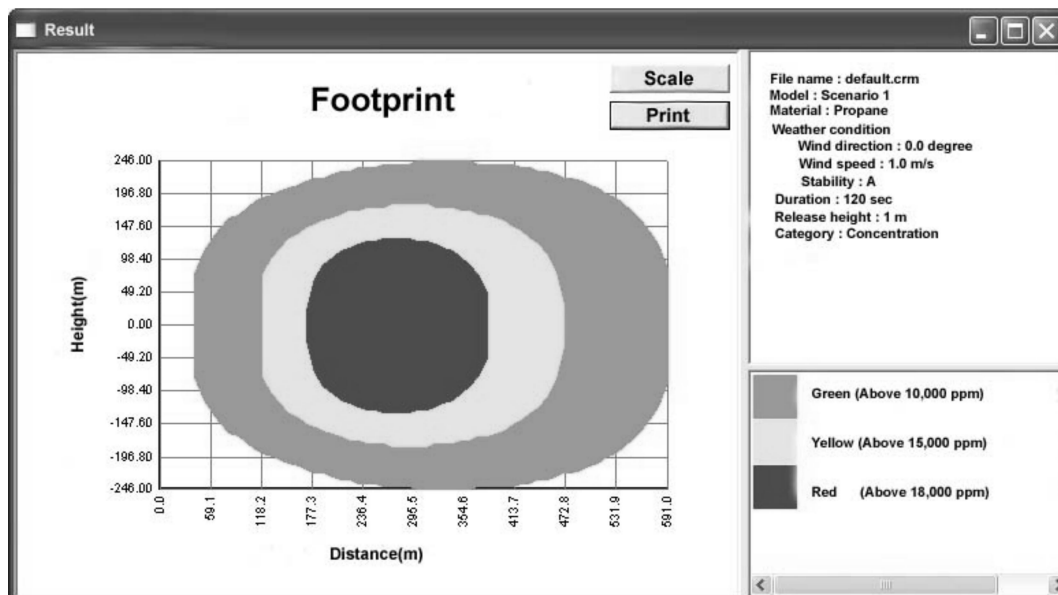 Result
Footprint
Scale
Print
246.00
196.80
147.60
98.40
49.20
0.00
-49.20
-98.40
-147.60
-196.80
-246.00
Height(m)
0.0
59.1
118.2
177.3
236.4
295.5
354.6
413.7
472.8
531.9
591.0
Distance(m)
File name : default.crm
Model : Scenario 1
Material : Propane
Weather condition
Wind direction : 0.0 degree
Wind speed : 1.0 m/s
Stability : A
Duration : 120 sec
Release height : 1 m
Category : Concentration
Green (Above 10,000 ppm)
Yellow (Above 15,000 ppm)
Red (Above 18,000 ppm)